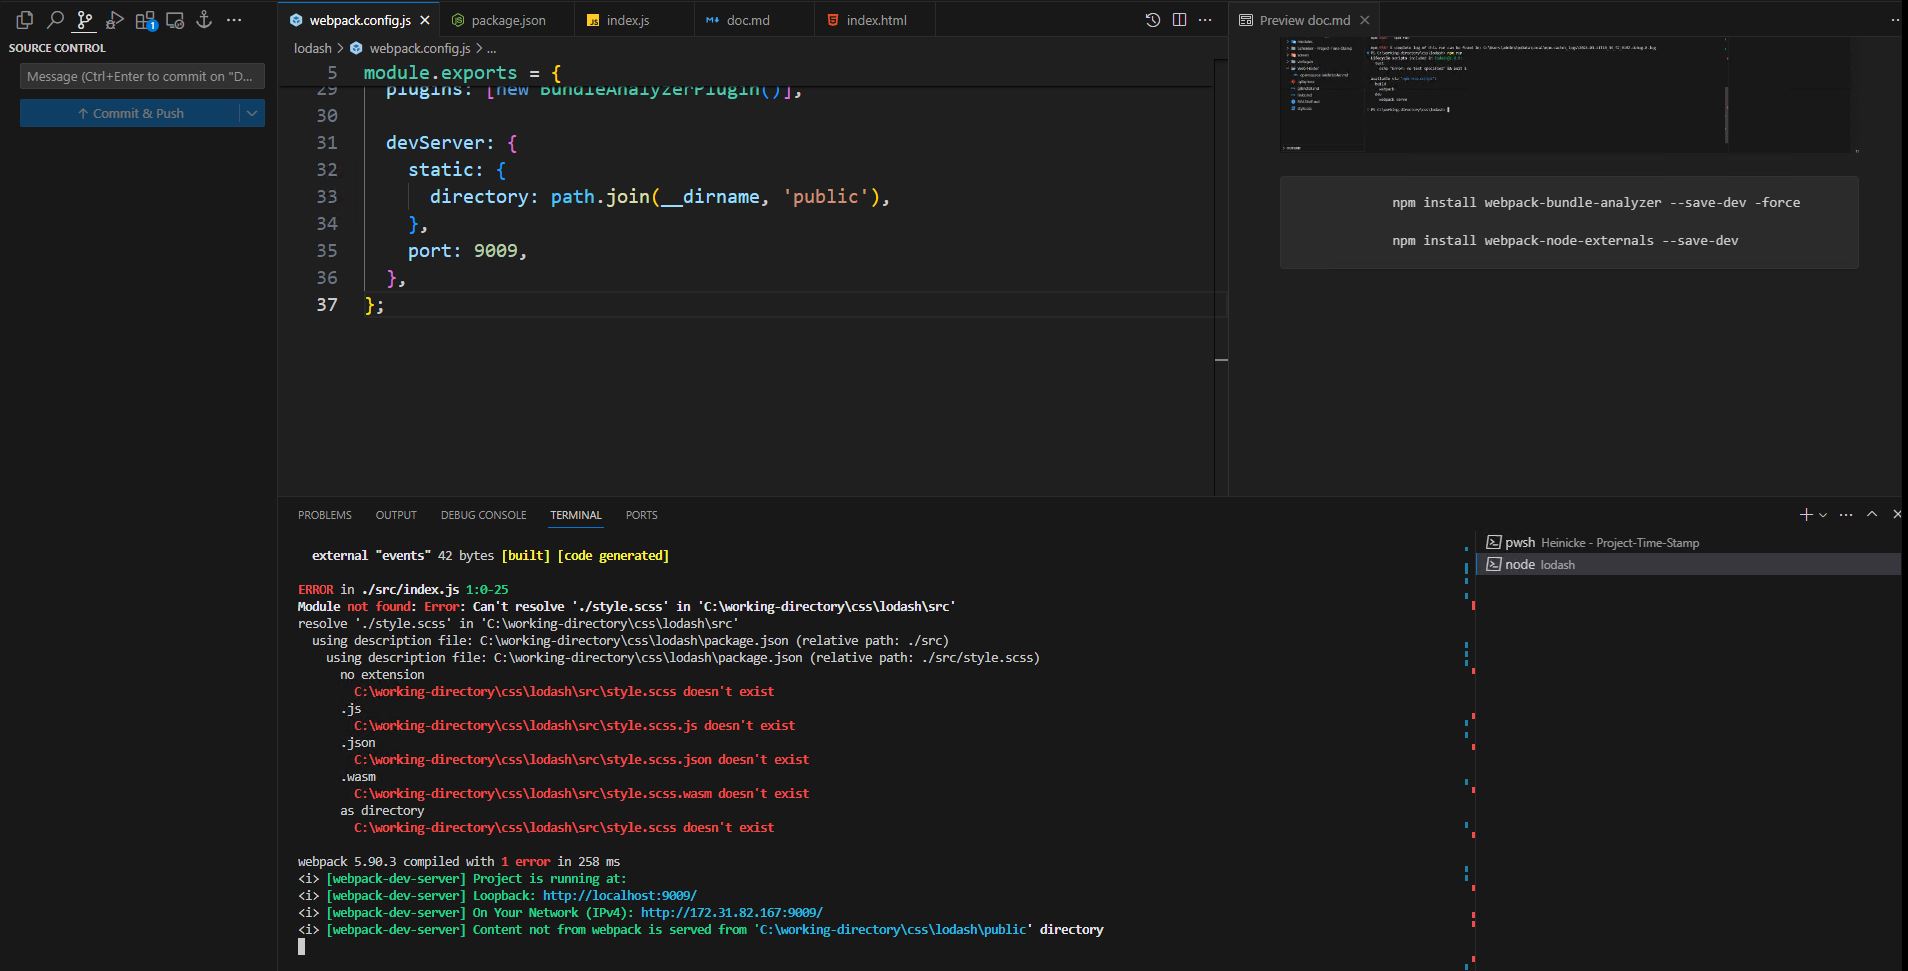 webpack.config.js
package.json
index.js
doc.md
index.html
Preview doc.md
SOURCE CONTROL
Message (Ctrl+Enter to commit on "D...
Commit & Push
lodash > webpack.config.js > ...
5 module.exports = {
29 plugins: [new BundleAnalyzerPlugin()],
30
31 devServer: {
32 static: {
33 directory: path.join(__dirname, 'public'),
34 },
35 port: 9009,
36 },
37 };
npm install webpack-bundle-analyzer --save-dev -force
npm install webpack-node-externals --save-dev
PROBLEMS OUTPUT DEBUG CONSOLE TERMINAL PORTS
external "events" 42 bytes [built] [code generated]
ERROR in ./src/index.js 1:0-25
Module not found: Error: Can't resolve './style.scss' in 'C:\working-directory\css\lodash\src'
resolve './style.scss' in 'C:\working-directory\css\lodash\src'
using description file: C:\working-directory\css\lodash\package.json (relative path: ./src)
using description file: C:\working-directory\css\lodash\package.json (relative path: ./src/style.scss)
no extension
C:\working-directory\css\lodash\src\style.scss doesn't exist
.js
C:\working-directory\css\lodash\src\style.scss.js doesn't exist
.json
C:\working-directory\css\lodash\src\style.scss.json doesn't exist
.wasm
C:\working-directory\css\lodash\src\style.scss.wasm doesn't exist
as directory
C:\working-directory\css\lodash\src\style.scss doesn't exist
webpack 5.90.3 compiled with 1 error in 258 ms
<i> [webpack-dev-server] Project is running at:
<i> [webpack-dev-server] Loopback: http://localhost:9009/
<i> [webpack-dev-server] On Your Network (IPv4): http://172.31.82.167:9009/
<i> [webpack-dev-server] Content not from webpack is served from 'C:\working-directory\css\lodash\public' directory
pwsh Heinicke - Project-Time-Stamp
node lodash